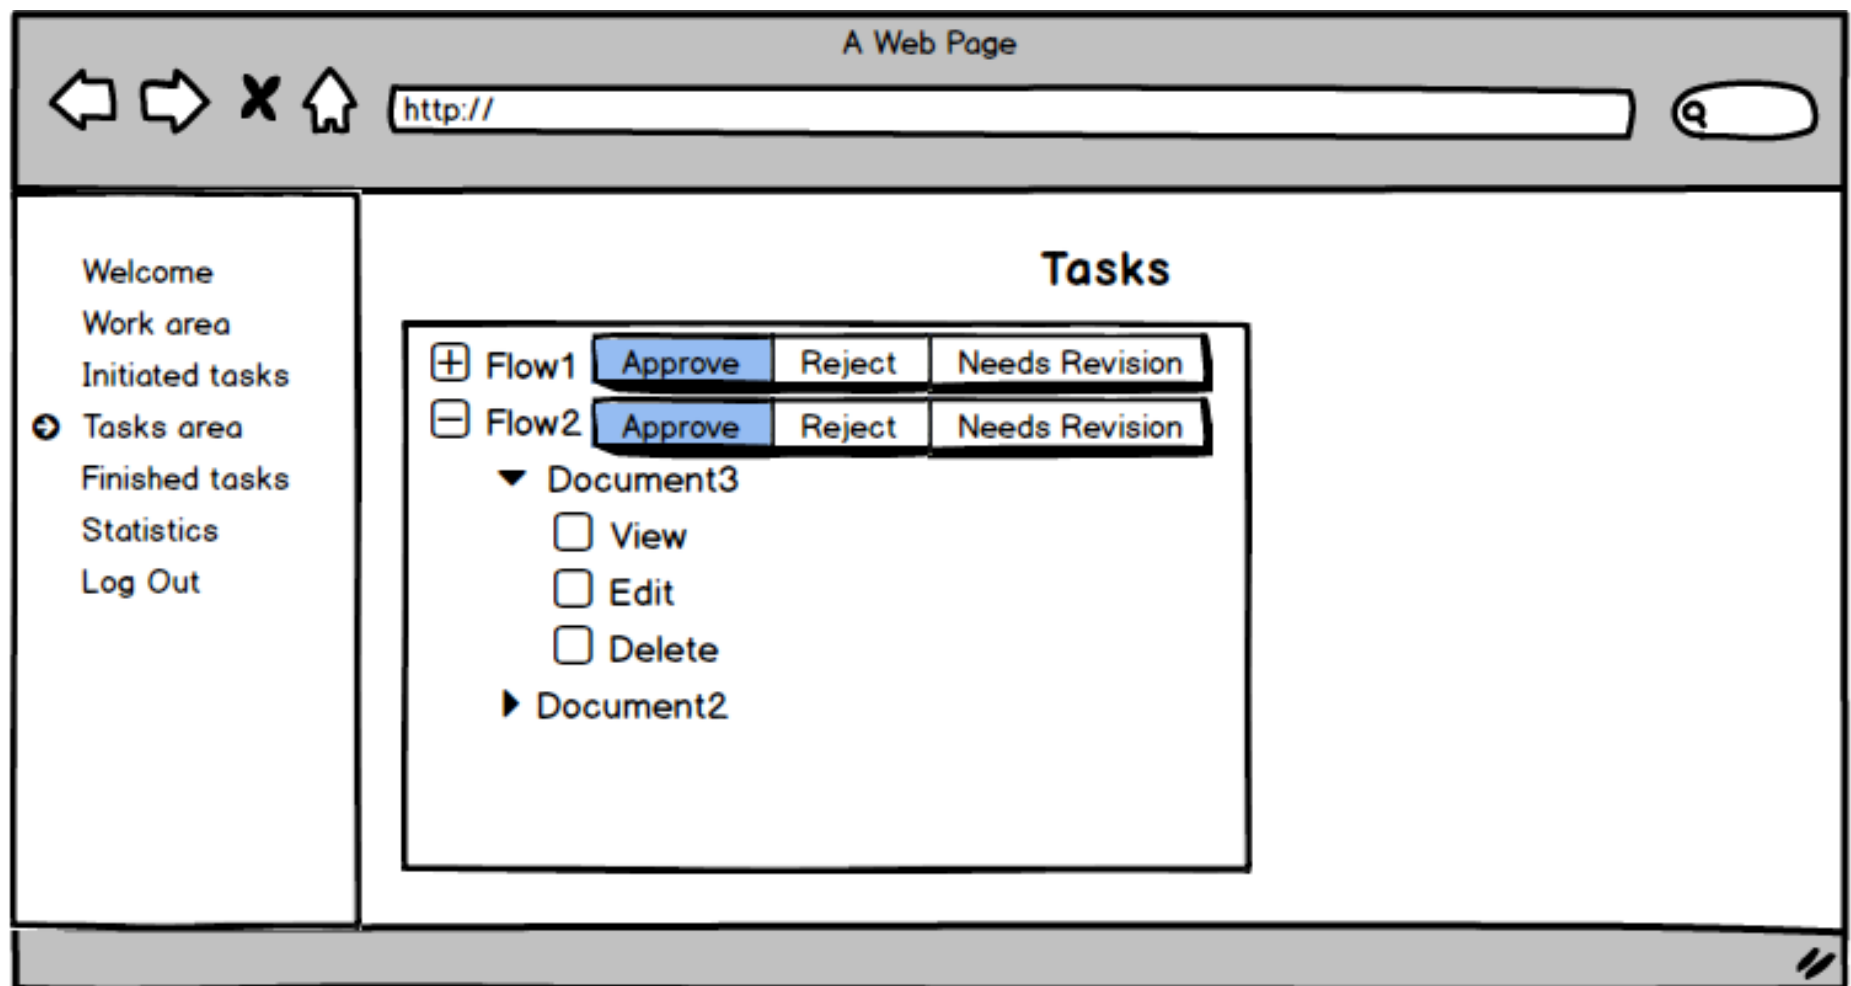 A Web Page
http://
Welcome
Work area
Initiated tasks
Tasks area
Finished tasks
Statistics
Log Out
Tasks
Flow1 Approve Reject Needs Revision
Flow2 Approve Reject Needs Revision
Document3
View
Edit
Delete
Document2